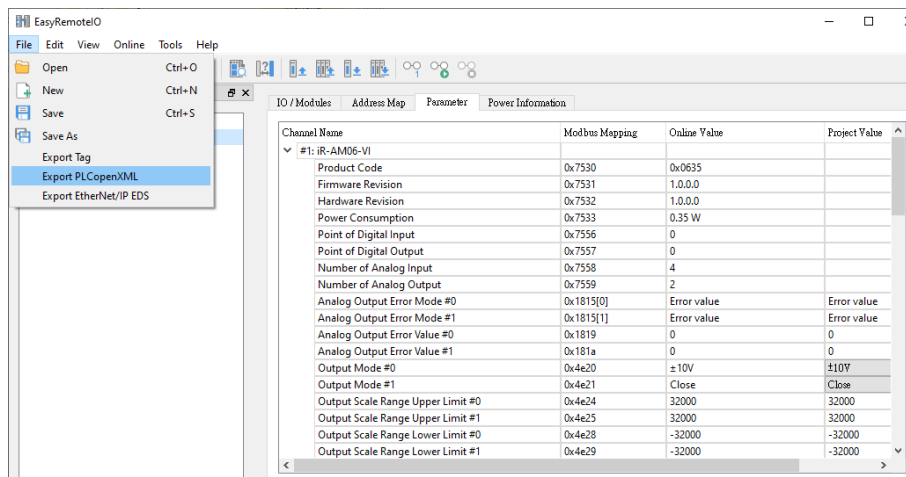 EasyRemoteIO
File Edit View Online Tools Help
Open Ctrl+O
New Ctrl+N
Save Ctrl+S
Save As
Export Tag
Export PLCopenXML
Export EtherNet/IP EDS
IO / Modules Address Map Parameter Power Information
Channel Name Modbus Mapping Online Value Project Value
#1: iR-AM06-VI
Product Code 0x7530 0x0635
Firmware Revision 0x7531 1.0.0.0
Hardware Revision 0x7532 1.0.0.0
Power Consumption 0x7533 0.35 W
Point of Digital Input 0x7556 0
Point of Digital Output 0x7557 0
Number of Analog Input 0x7558 4
Number of Analog Output 0x7559 2
Analog Output Error Mode #0 0x1815[0] Error value Error value
Analog Output Error Mode #1 0x1815[1] Error value Error value
Analog Output Error Value #0 0x1819 0 0
Analog Output Error Value #1 0x181a 0 0
Output Mode #0 0x4e20 ±10V ±10V
Output Mode #1 0x4e21 Close Close
Output Scale Range Upper Limit #0 0x4e24 32000 32000
Output Scale Range Upper Limit #1 0x4e25 32000 32000
Output Scale Range Lower Limit #0 0x4e28 -32000 -32000
Output Scale Range Lower Limit #1 0x4e29 -32000 -32000